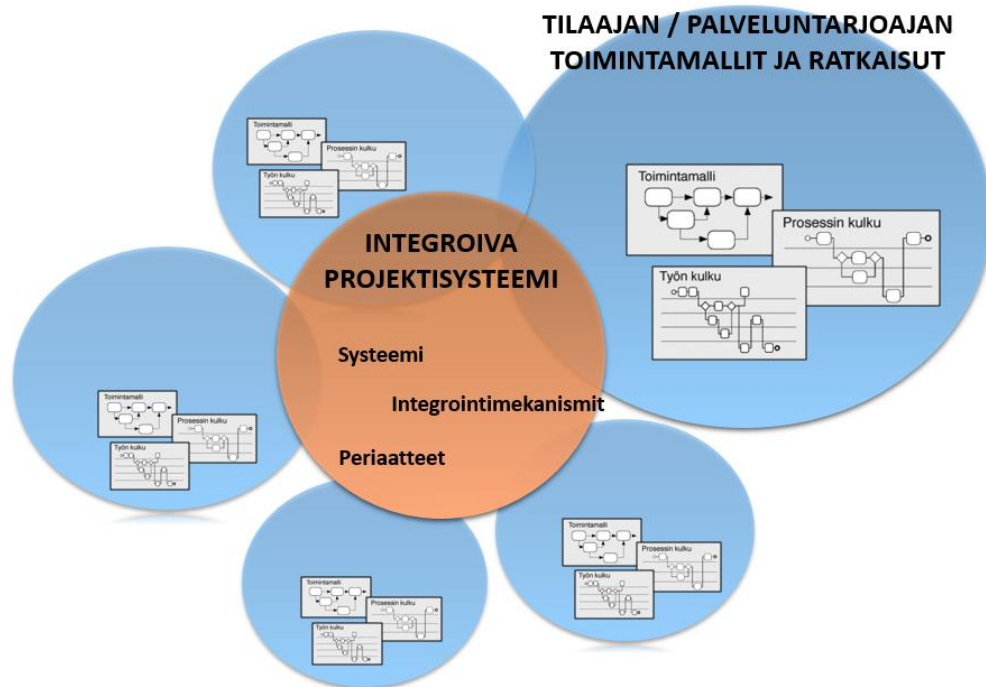 TILAAJAN / PALVELUNTARJOAJAN
TOIMINTAMALLIT JA RATKAISUT
Toimintamalli
Prosessin kulku
Työn kulku
Toimintamalli
Prosessin kulku
Työn kulku
INTEGROIVA
PROJEKTISYSTEEMI
Systeemi
Integrointimekanismit
Periaatteet
Toimintamalli
Prosessin kulku
Työn kulku
Toimintamalli
Prosessin kulku
Työn kulku
Toimintamalli
Prosessin kulku
Työn kulku